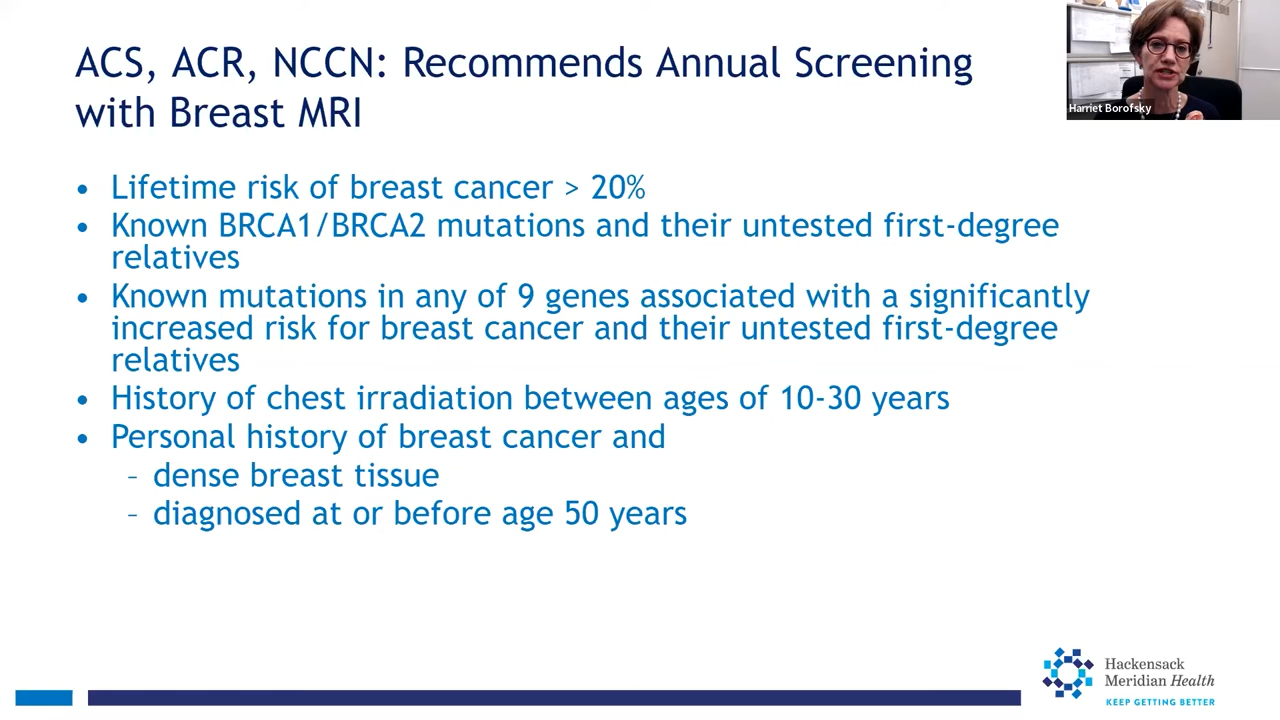 ACS, ACR, NCCN: Recommends Annual Screening
with Breast MRI
Harriet Borofsky
• Lifetime risk of breast cancer > 20%
• Known BRCA1/BRCA2 mutations and their untested first-degree
relatives
• Known mutations in any of 9 genes associated with a significantly
increased risk for breast cancer and their untested first-degree
relatives
• History of chest irradiation between ages of 10-30 years
• Personal history of breast cancer and
– dense breast tissue
– diagnosed at or before age 50 years
Hackensack
Meridian Health
KEEP GETTING BETTER